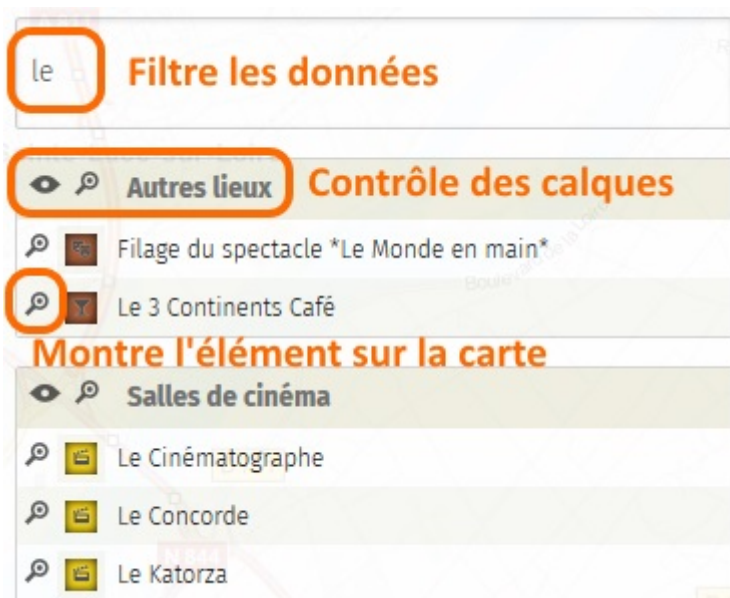 le Filtre les données
Autres lieux Contrôle des calques
Filage du spectacle *Le Monde en main*
Le 3 Continents Café
Montre l'élément sur la carte
Salles de cinéma
Le Cinématographe
Le Concorde
N 844
Le Katorza